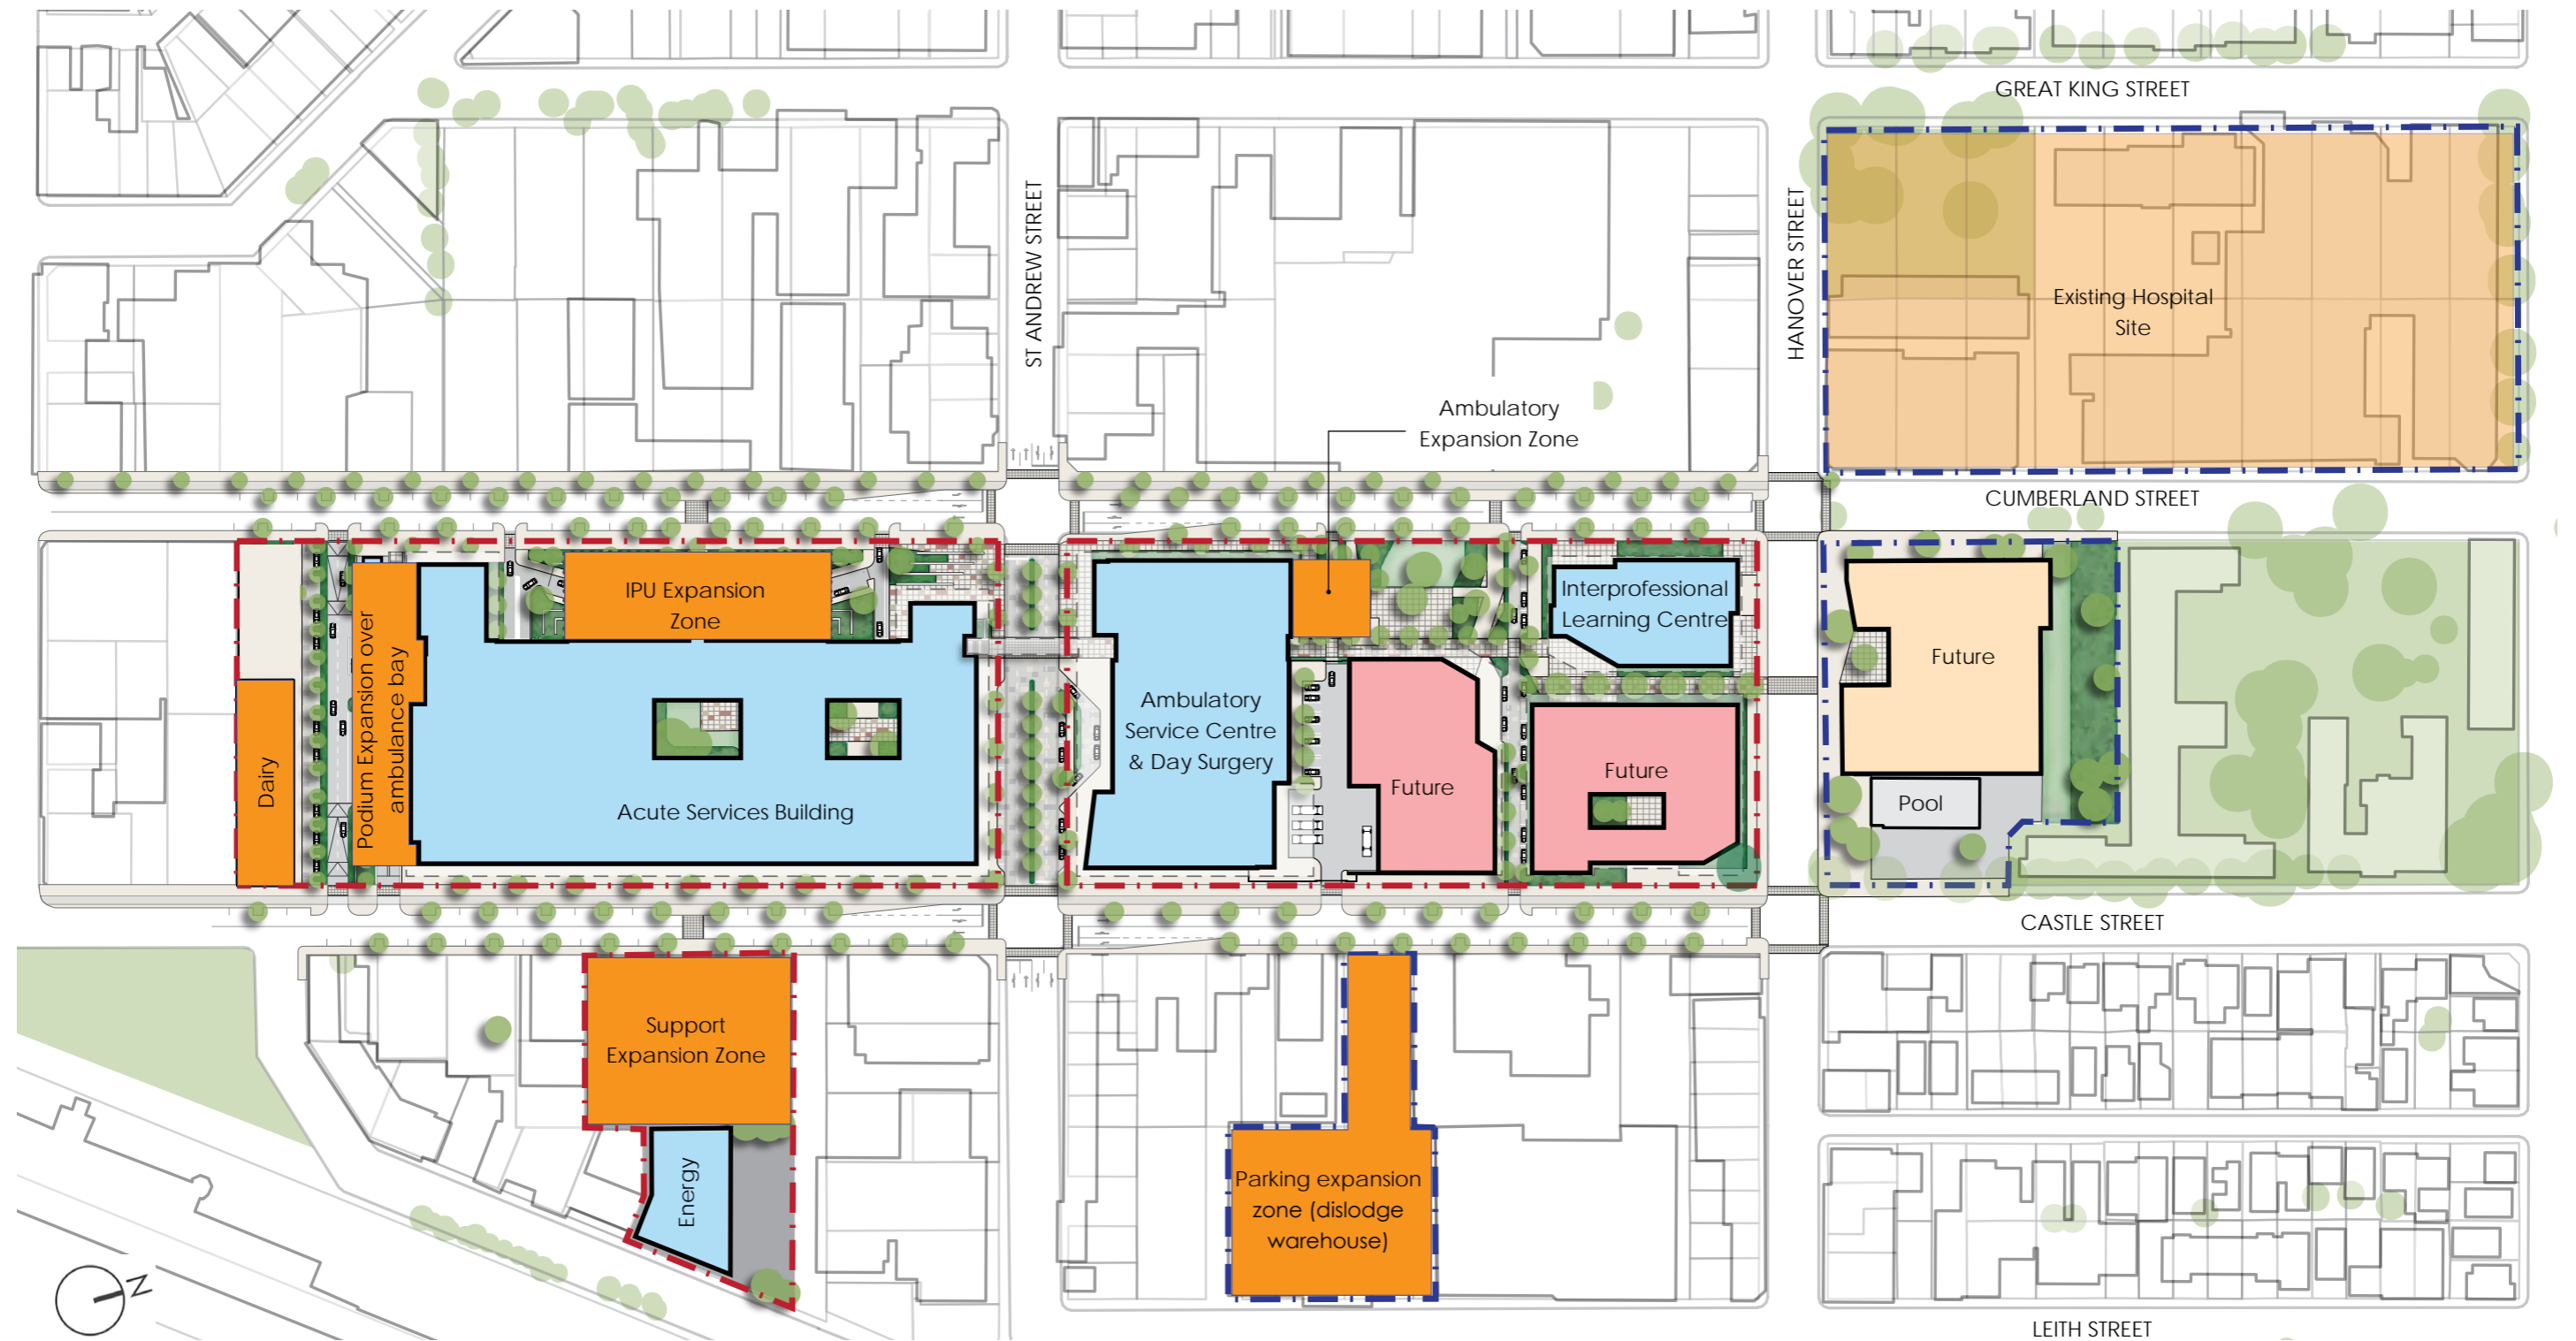 GREAT KING STREET
ST ANDREW STREET
HANOVER STREET
Existing Hospital
Site
Ambulatory
Expansion Zone
CUMBERLAND STREET
IPU Expansion
Zone
Interprofessional
Learning Centre
Podium Expansion over
ambulance bay
Dairy
Acute Services Building
Ambulatory
Service Centre
& Day Surgery
Future
Future
Future
Pool
CASTLE STREET
Support
Expansion Zone
Energy
Parking expansion
zone (dislodge
warehouse)
N
LEITH STREET